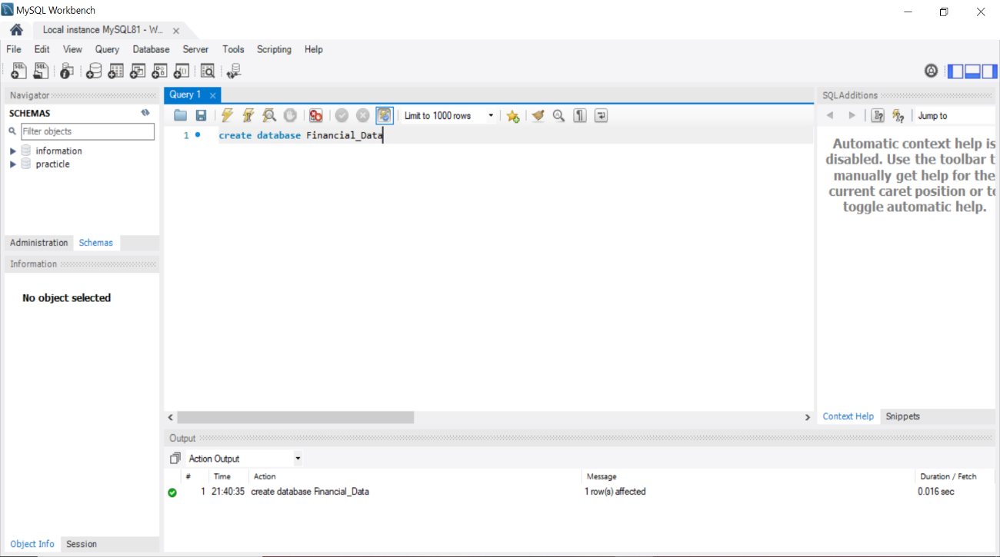 MySQL Workbench
Local instance MySQL81 - W...
File Edit View Query Database Server Tools Scripting Help
Navigator
SCHEMAS
Filter objects
information
practicle
Administration Schemas
Information
No object selected
Object Info Session
Query 1
Limit to 1000 rows
1 create database Financial_Data
SQLAdditions
Jump to
Automatic context help is
disabled. Use the toolbar t
manually get help for the
current caret position or to
toggle automatic help.
Context Help Snippets
Output
Action Output
# Time Action Message Duration / Fetch
1 21:40:35 create database Financial_Data 1 row(s) affected 0.016 sec